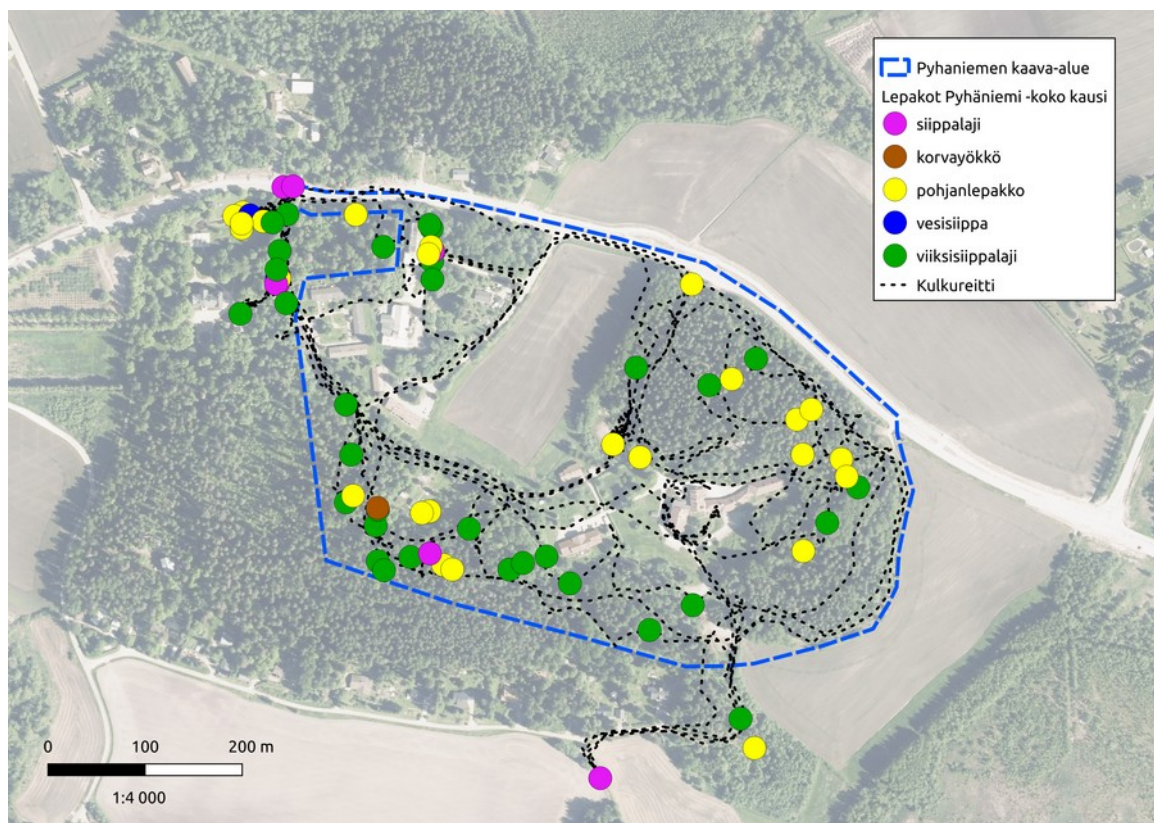 Pyhaniemen kaava-alue
Lepakot Pyhäniemi -koko kausi
siippalaji
korvayökkö
pohjanlepakko
vesisiippa
viiksisiippalaji
Kulkureitti
0 100 200 m
1:4 000